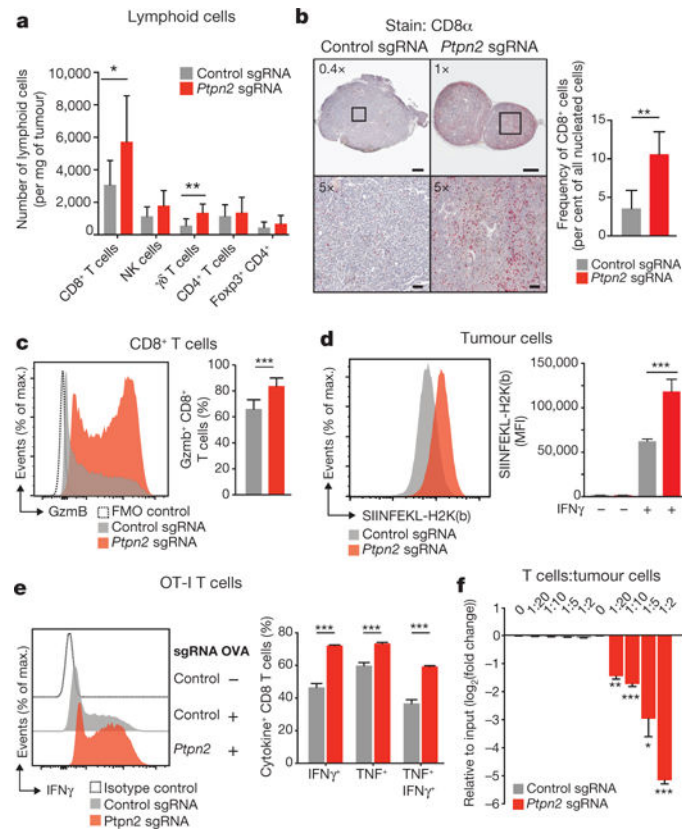 a
Lymphoid cells
Number of lymphoid cells
(per mg of tumour)
10,000
8,000
6,000
4,000
2,000
0
*
**
Control sgRNA
Ptpn2 sgRNA
CD8⁺ T cells
NK cells
γδ T cells
CD4⁺ T cells
Foxp3⁺ CD4⁺
b
Stain: CD8α
Control sgRNA
Ptpn2 sgRNA
0.4×
1×
5×
5×
Frequency of CD8⁺ cells
(per cent of all nucleated cells)
15
10
5
0
**
Control sgRNA
Ptpn2 sgRNA
c
CD8⁺ T cells
Events (% of max.)
GzmB
FMO control
Control sgRNA
Ptpn2 sgRNA
Gzmb⁺ CD8⁺
T cells (%)
100
80
60
40
20
0
***
d
Tumour cells
Events (% of max.)
SIINFEKL-H2K(b)
Control sgRNA
Ptpn2 sgRNA
SIINFEKL-H2K(b)
(MFI)
150,000
100,000
50,000
0
***
IFNγ − − + +
e
OT-I T cells
Events (% of max.)
IFNγ
sgRNA OVA
Control −
Control +
Ptpn2 +
Isotype control
Control sgRNA
Ptpn2 sgRNA
Cytokine⁺ CD8 T cells (%)
80
60
40
20
0
***
***
***
IFNγ⁺
TNF⁺
TNF⁺
IFNγ⁺
f
T cells:tumour cells
0
1:20
1:10
1:5
1:2
0
1:20
1:10
1:5
1:2
Relative to input (log₂(fold change))
0
−1
−2
−3
−4
−5
−6
**
***
*
***
Control sgRNA
Ptpn2 sgRNA